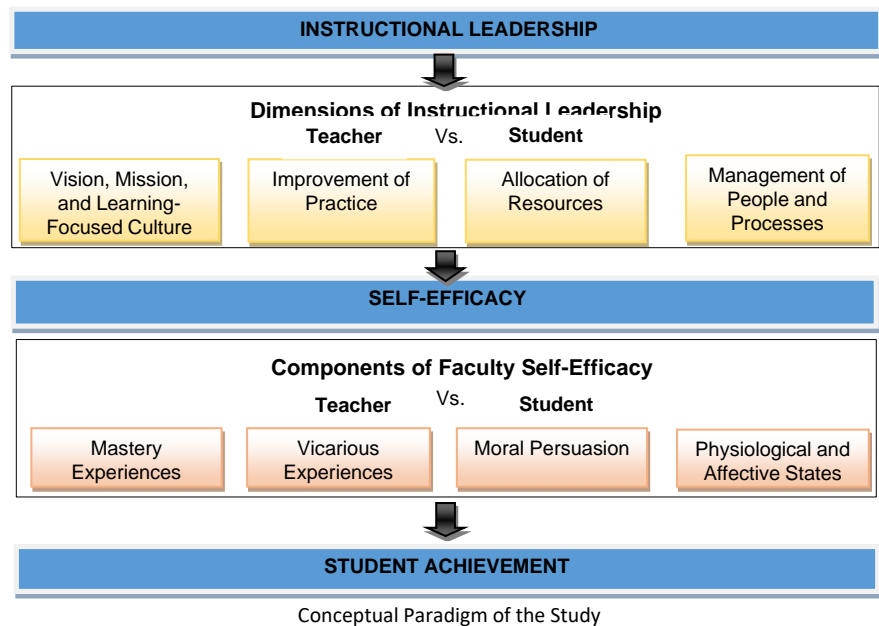 INSTRUCTIONAL LEADERSHIP
Dimensions of Instructional Leadership
Teacher Vs. Student
Vision, Mission,
and Learning-
Focused Culture
Improvement of
Practice
Allocation of
Resources
Management of
People and
Processes
SELF-EFFICACY
Components of Faculty Self-Efficacy
Teacher Vs. Student
Mastery
Experiences
Vicarious
Experiences
Moral Persuasion
Physiological and
Affective States
STUDENT ACHIEVEMENT
Conceptual Paradigm of the Study